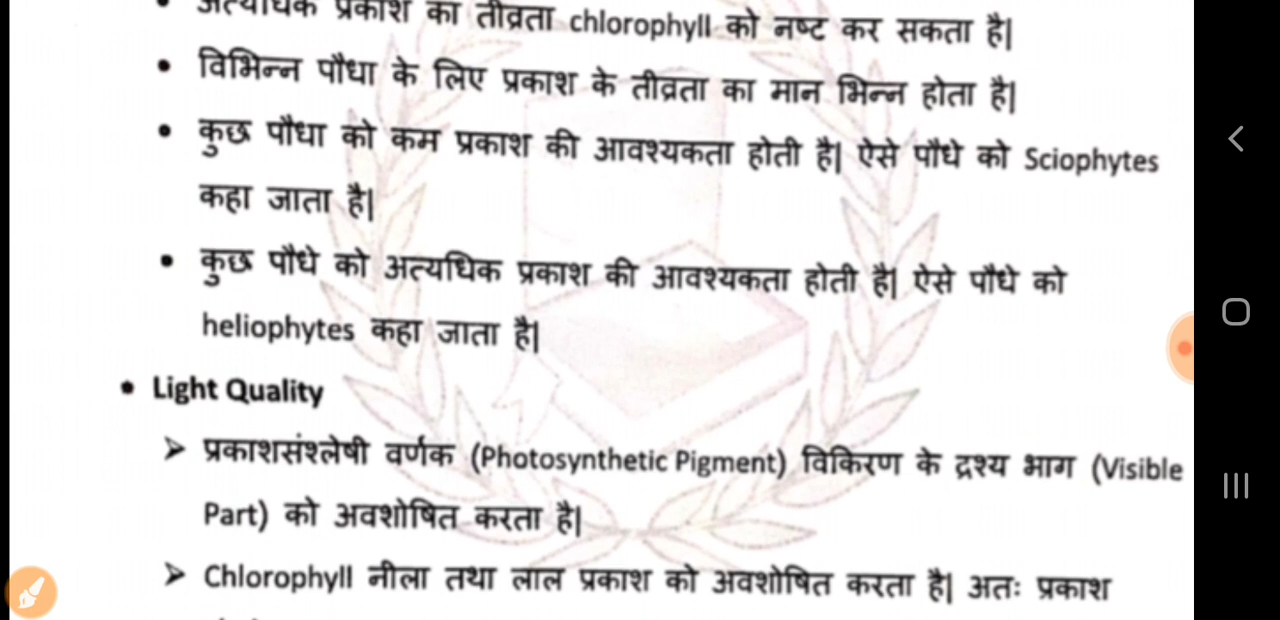 अत्यधिक प्रकाश का तीव्रता chlorophyll को नष्ट कर सकता है|
विभिन्न पौधा के लिए प्रकाश के तीव्रता का मान भिन्न होता है|
कुछ पौधा को कम प्रकाश की आवश्यकता होती है| ऐसे पौधे को Sciophytes
कहा जाता है|
कुछ पौधे को अत्यधिक प्रकाश की आवश्यकता होती है| ऐसे पौधे को
heliophytes कहा जाता है|
Light Quality
प्रकाशसंश्लेषी वर्णक (Photosynthetic Pigment) विकिरण के द्रश्य भाग (Visible
Part) को अवशोषित करता है|
Chlorophyll नीला तथा लाल प्रकाश को अवशोषित करता है| अतः प्रकाश